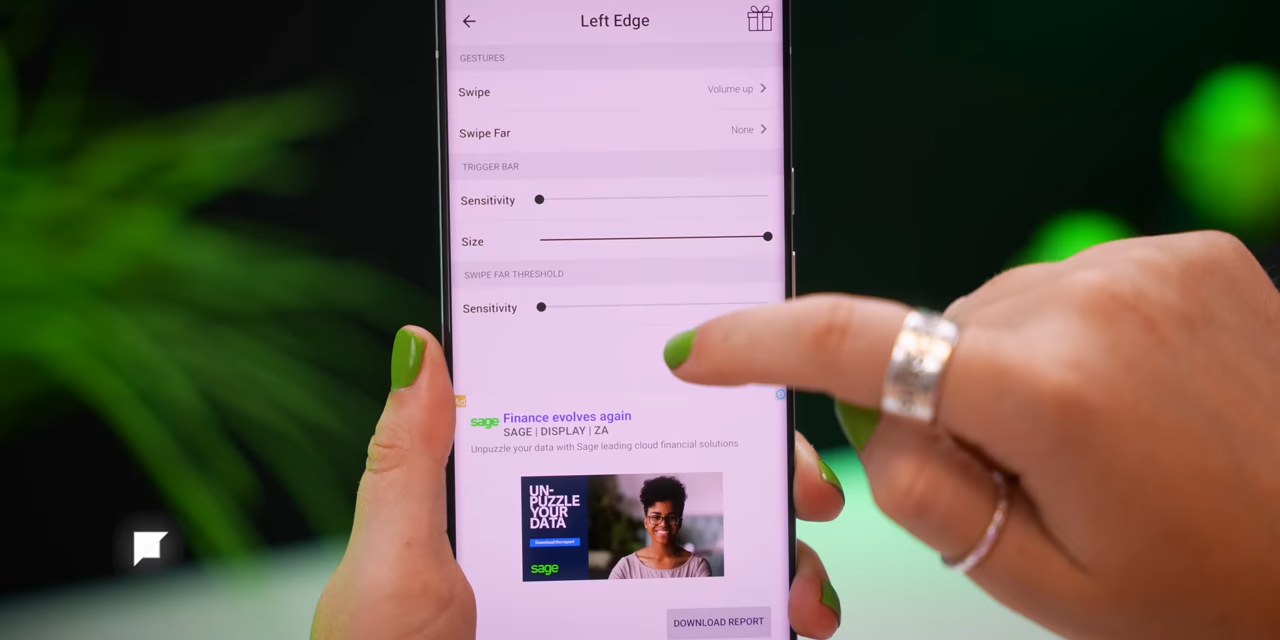 Left Edge
GESTURES
Swipe
Volume up
Swipe Far
None
TRIGGER BAR
Sensitivity
Size
SWIPE FAR THRESHOLD
Sensitivity
Ad
sage
Finance evolves again
SAGE | DISPLAY | ZA
Unpuzzle your data with Sage leading cloud financial solutions
UN-
PUZZLE
YOUR
DATA
Download the report
sage
DOWNLOAD REPORT